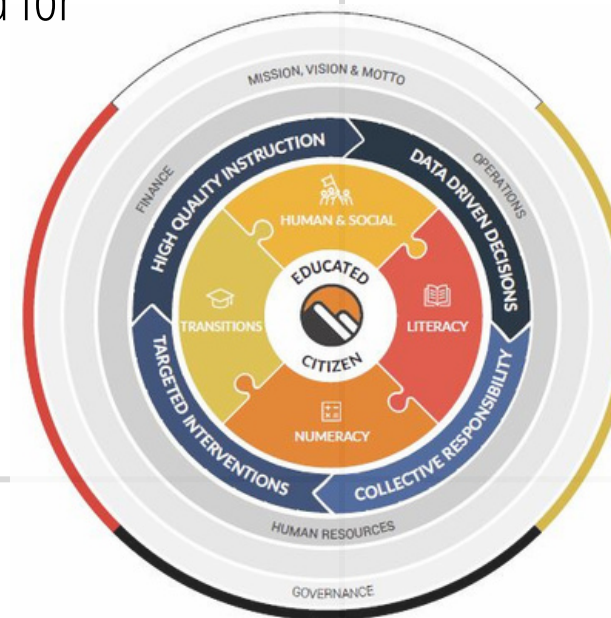 d for
MISSION, VISION & MOTTO
FINANCE
OPERATIONS
HIGH QUALITY INSTRUCTION
DATA DRIVEN DECISIONS
HUMAN & SOCIAL
EDUCATED
TRANSITIONS
LITERACY
CITIZEN
TARGETED INTERVENTIONS
COLLECTIVE RESPONSIBILITY
NUMERACY
HUMAN RESOURCES
GOVERNANCE